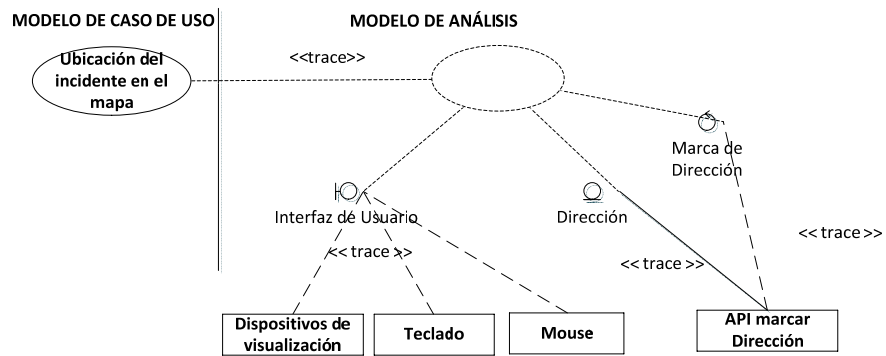 MODELO DE CASO DE USO
MODELO DE ANÁLISIS
<<trace>>
Ubicación del
incidente en el
mapa
Marca de
Dirección
Interfaz de Usuario
Dirección
<< trace >>
<< trace >>
<< trace >>
Dispositivos de
visualización
Teclado
Mouse
API marcar
Dirección